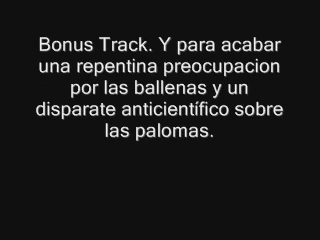 Bonus Track. Y para acabar
una repentina preocupacion
por las ballenas y un
disparate anticientífico sobre
las palomas.